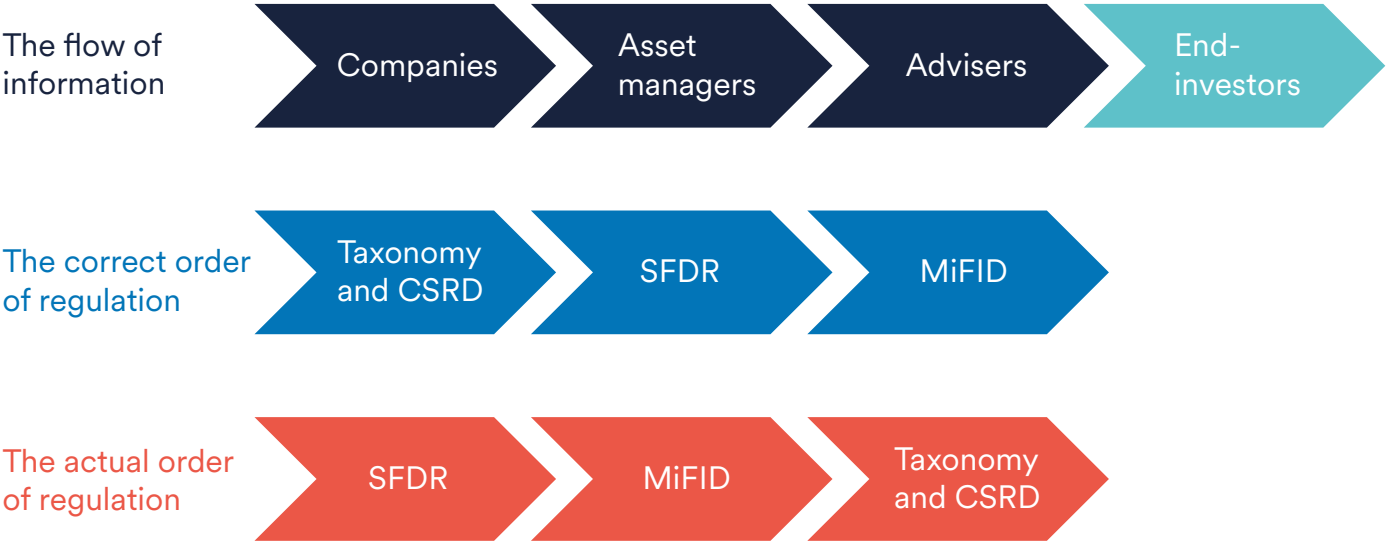 The flow of
information
Companies
Asset
managers
Advisers
End-
investors
The correct order
of regulation
Taxonomy
and CSRD
SFDR
MiFID
The actual order
of regulation
SFDR
MiFID
Taxonomy
and CSRD